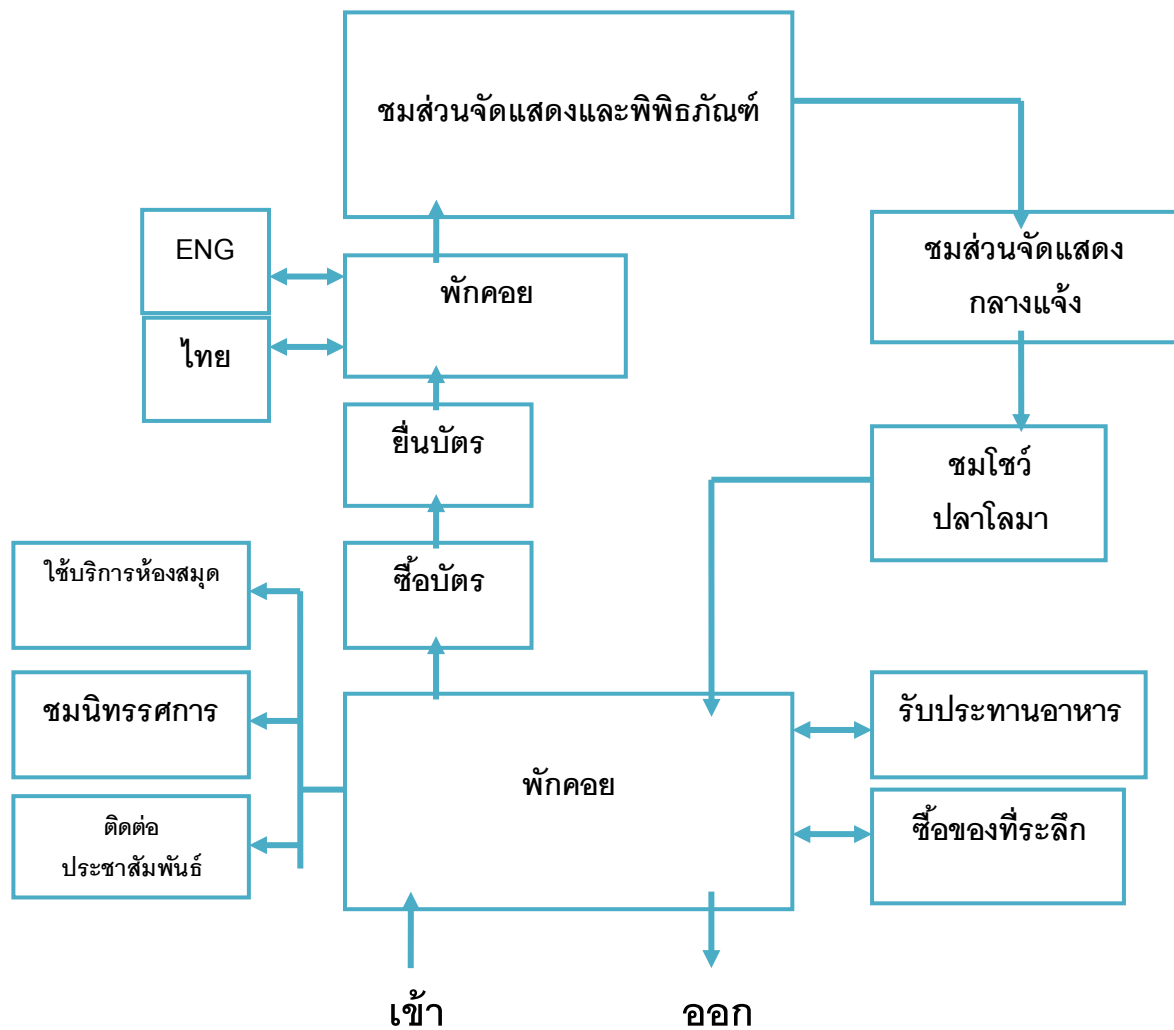 ชมส่วนจัดแสดงและพิพิธภัณฑ์
ENG
ไทย
พักคอย
ชมส่วนจัดแสดง
กลางแจ้ง
ยื่นบัตร
ชมโชว์
ปลาโลมา
ใช้บริการห้องสมุด
ซื้อบัตร
ชมนิทรรศการ
พักคอย
รับประทานอาหาร
ติดต่อ
ประชาสัมพันธ์
ซื้อของที่ระลึก
เข้า
ออก